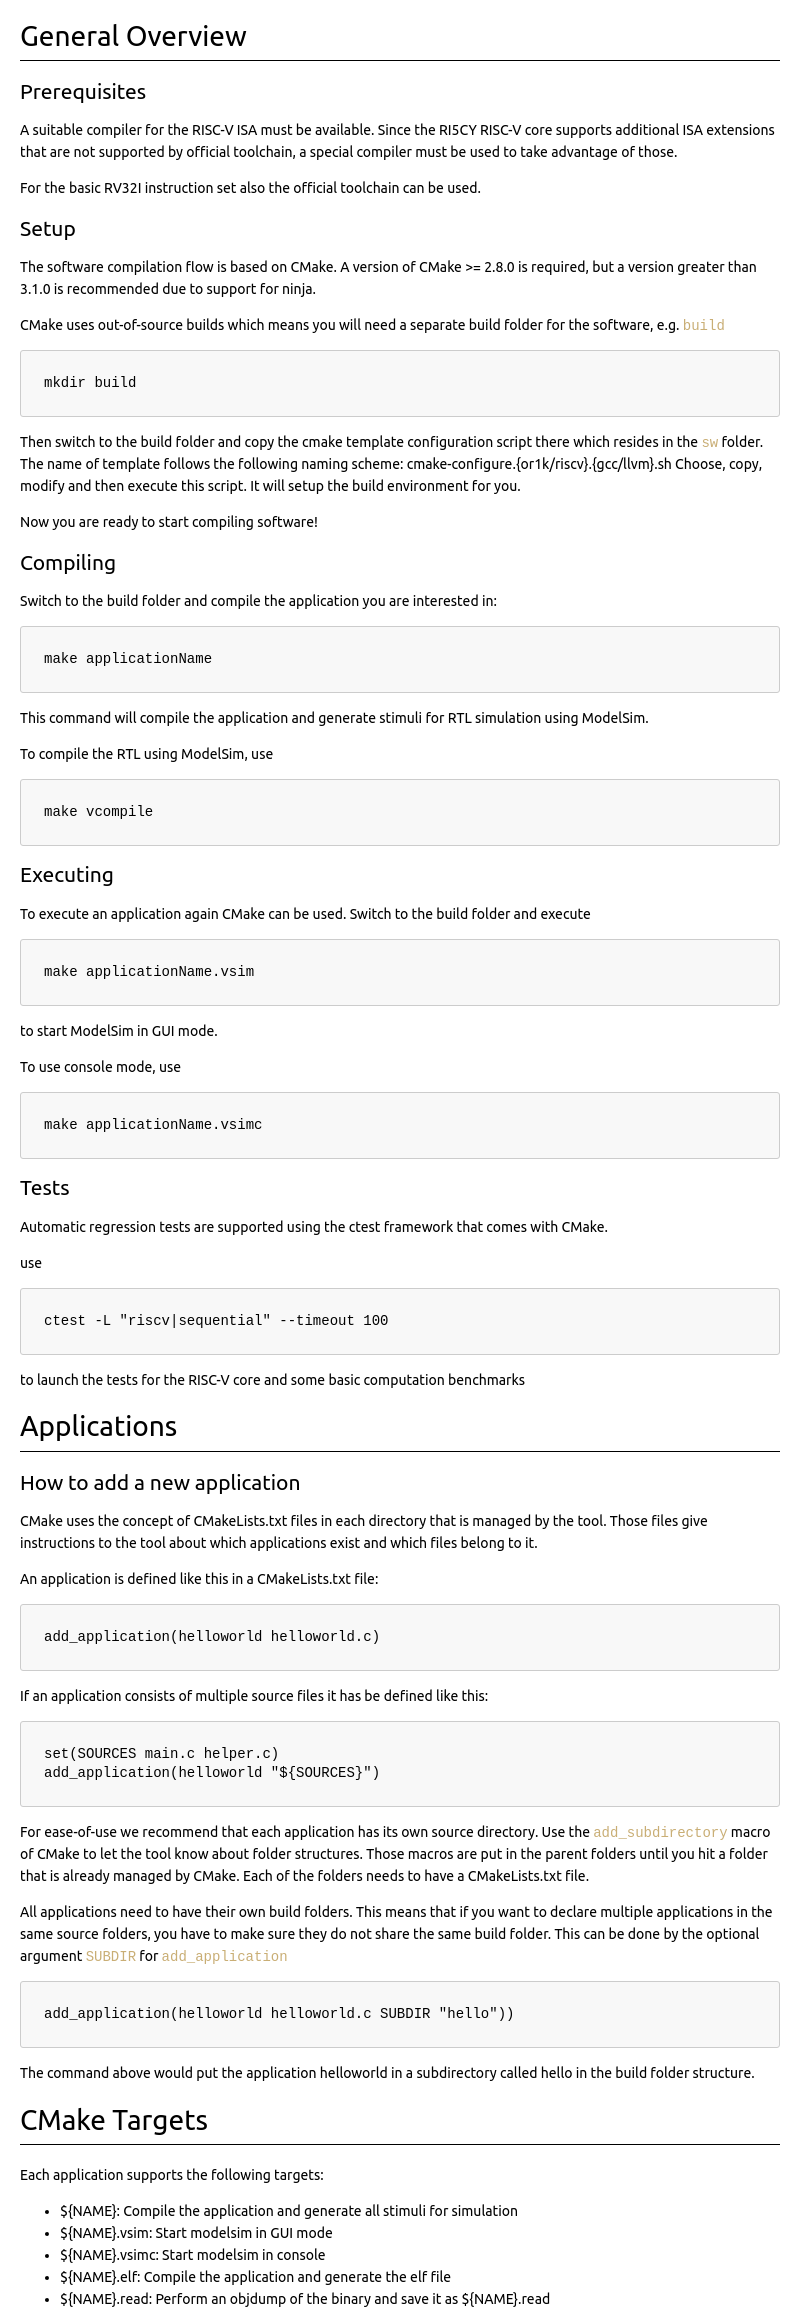 General Overview
Prerequisites
A suitable compiler for the RISC-V ISA must be available. Since the RI5CY RISC-V core supports additional ISA extensions
that are not supported by official toolchain, a special compiler must be used to take advantage of those.
For the basic RV32I instruction set also the official toolchain can be used.
Setup
The software compilation flow is based on CMake. A version of CMake >= 2.8.0 is required, but a version greater than
3.1.0 is recommended due to support for ninja.
CMake uses out-of-source builds which means you will need a separate build folder for the software, e.g. build
mkdir build
Then switch to the build folder and copy the cmake template configuration script there which resides in the sw folder.
The name of template follows the following naming scheme: cmake-configure.{or1k/riscv}.{gcc/llvm}.sh Choose, copy,
modify and then execute this script. It will setup the build environment for you.
Now you are ready to start compiling software!
Compiling
Switch to the build folder and compile the application you are interested in:
make applicationName
This command will compile the application and generate stimuli for RTL simulation using ModelSim.
To compile the RTL using ModelSim, use
make vcompile
Executing
To execute an application again CMake can be used. Switch to the build folder and execute
make applicationName.vsim
to start ModelSim in GUI mode.
To use console mode, use
make applicationName.vsimc
Tests
Automatic regression tests are supported using the ctest framework that comes with CMake.
use
ctest -L "riscv|sequential" --timeout 100
to launch the tests for the RISC-V core and some basic computation benchmarks
Applications
How to add a new application
CMake uses the concept of CMakeLists.txt files in each directory that is managed by the tool. Those files give
instructions to the tool about which applications exist and which files belong to it.
An application is defined like this in a CMakeLists.txt file:
add_application(helloworld helloworld.c)
If an application consists of multiple source files it has be defined like this:
set(SOURCES main.c helper.c)
add_application(helloworld "${SOURCES}")
For ease-of-use we recommend that each application has its own source directory. Use the add_subdirectory macro
of CMake to let the tool know about folder structures. Those macros are put in the parent folders until you hit a folder
that is already managed by CMake. Each of the folders needs to have a CMakeLists.txt file.
All applications need to have their own build folders. This means that if you want to declare multiple applications in the
same source folders, you have to make sure they do not share the same build folder. This can be done by the optional
argument SUBDIR for add_application
add_application(helloworld helloworld.c SUBDIR "hello"))
The command above would put the application helloworld in a subdirectory called hello in the build folder structure.
CMake Targets
Each application supports the following targets:
• ${NAME}: Compile the application and generate all stimuli for simulation
• ${NAME}.vsim: Start modelsim in GUI mode
• ${NAME}.vsimc: Start modelsim in console
• ${NAME}.elf: Compile the application and generate the elf file
• ${NAME}.read: Perform an objdump of the binary and save it as ${NAME}.read